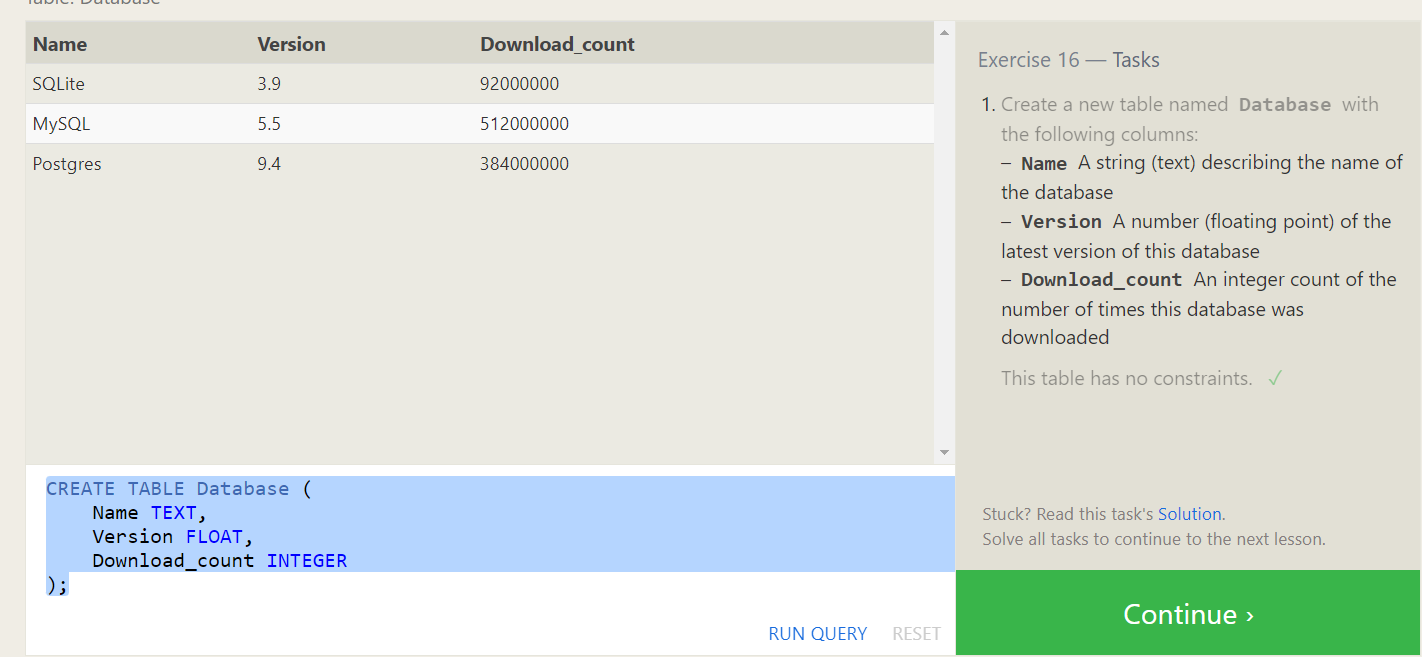 Table: Database
Name Version Download_count
SQLite 3.9 92000000
MySQL 5.5 512000000
Postgres 9.4 384000000
CREATE TABLE Database (
Name TEXT,
Version FLOAT,
Download_count INTEGER
);
RUN QUERY RESET
Exercise 16 — Tasks
1. Create a new table named Database with
the following columns:
– Name A string (text) describing the name of
the database
– Version A number (floating point) of the
latest version of this database
– Download_count An integer count of the
number of times this database was
downloaded
This table has no constraints. ✓
Stuck? Read this task's Solution.
Solve all tasks to continue to the next lesson.
Continue ›